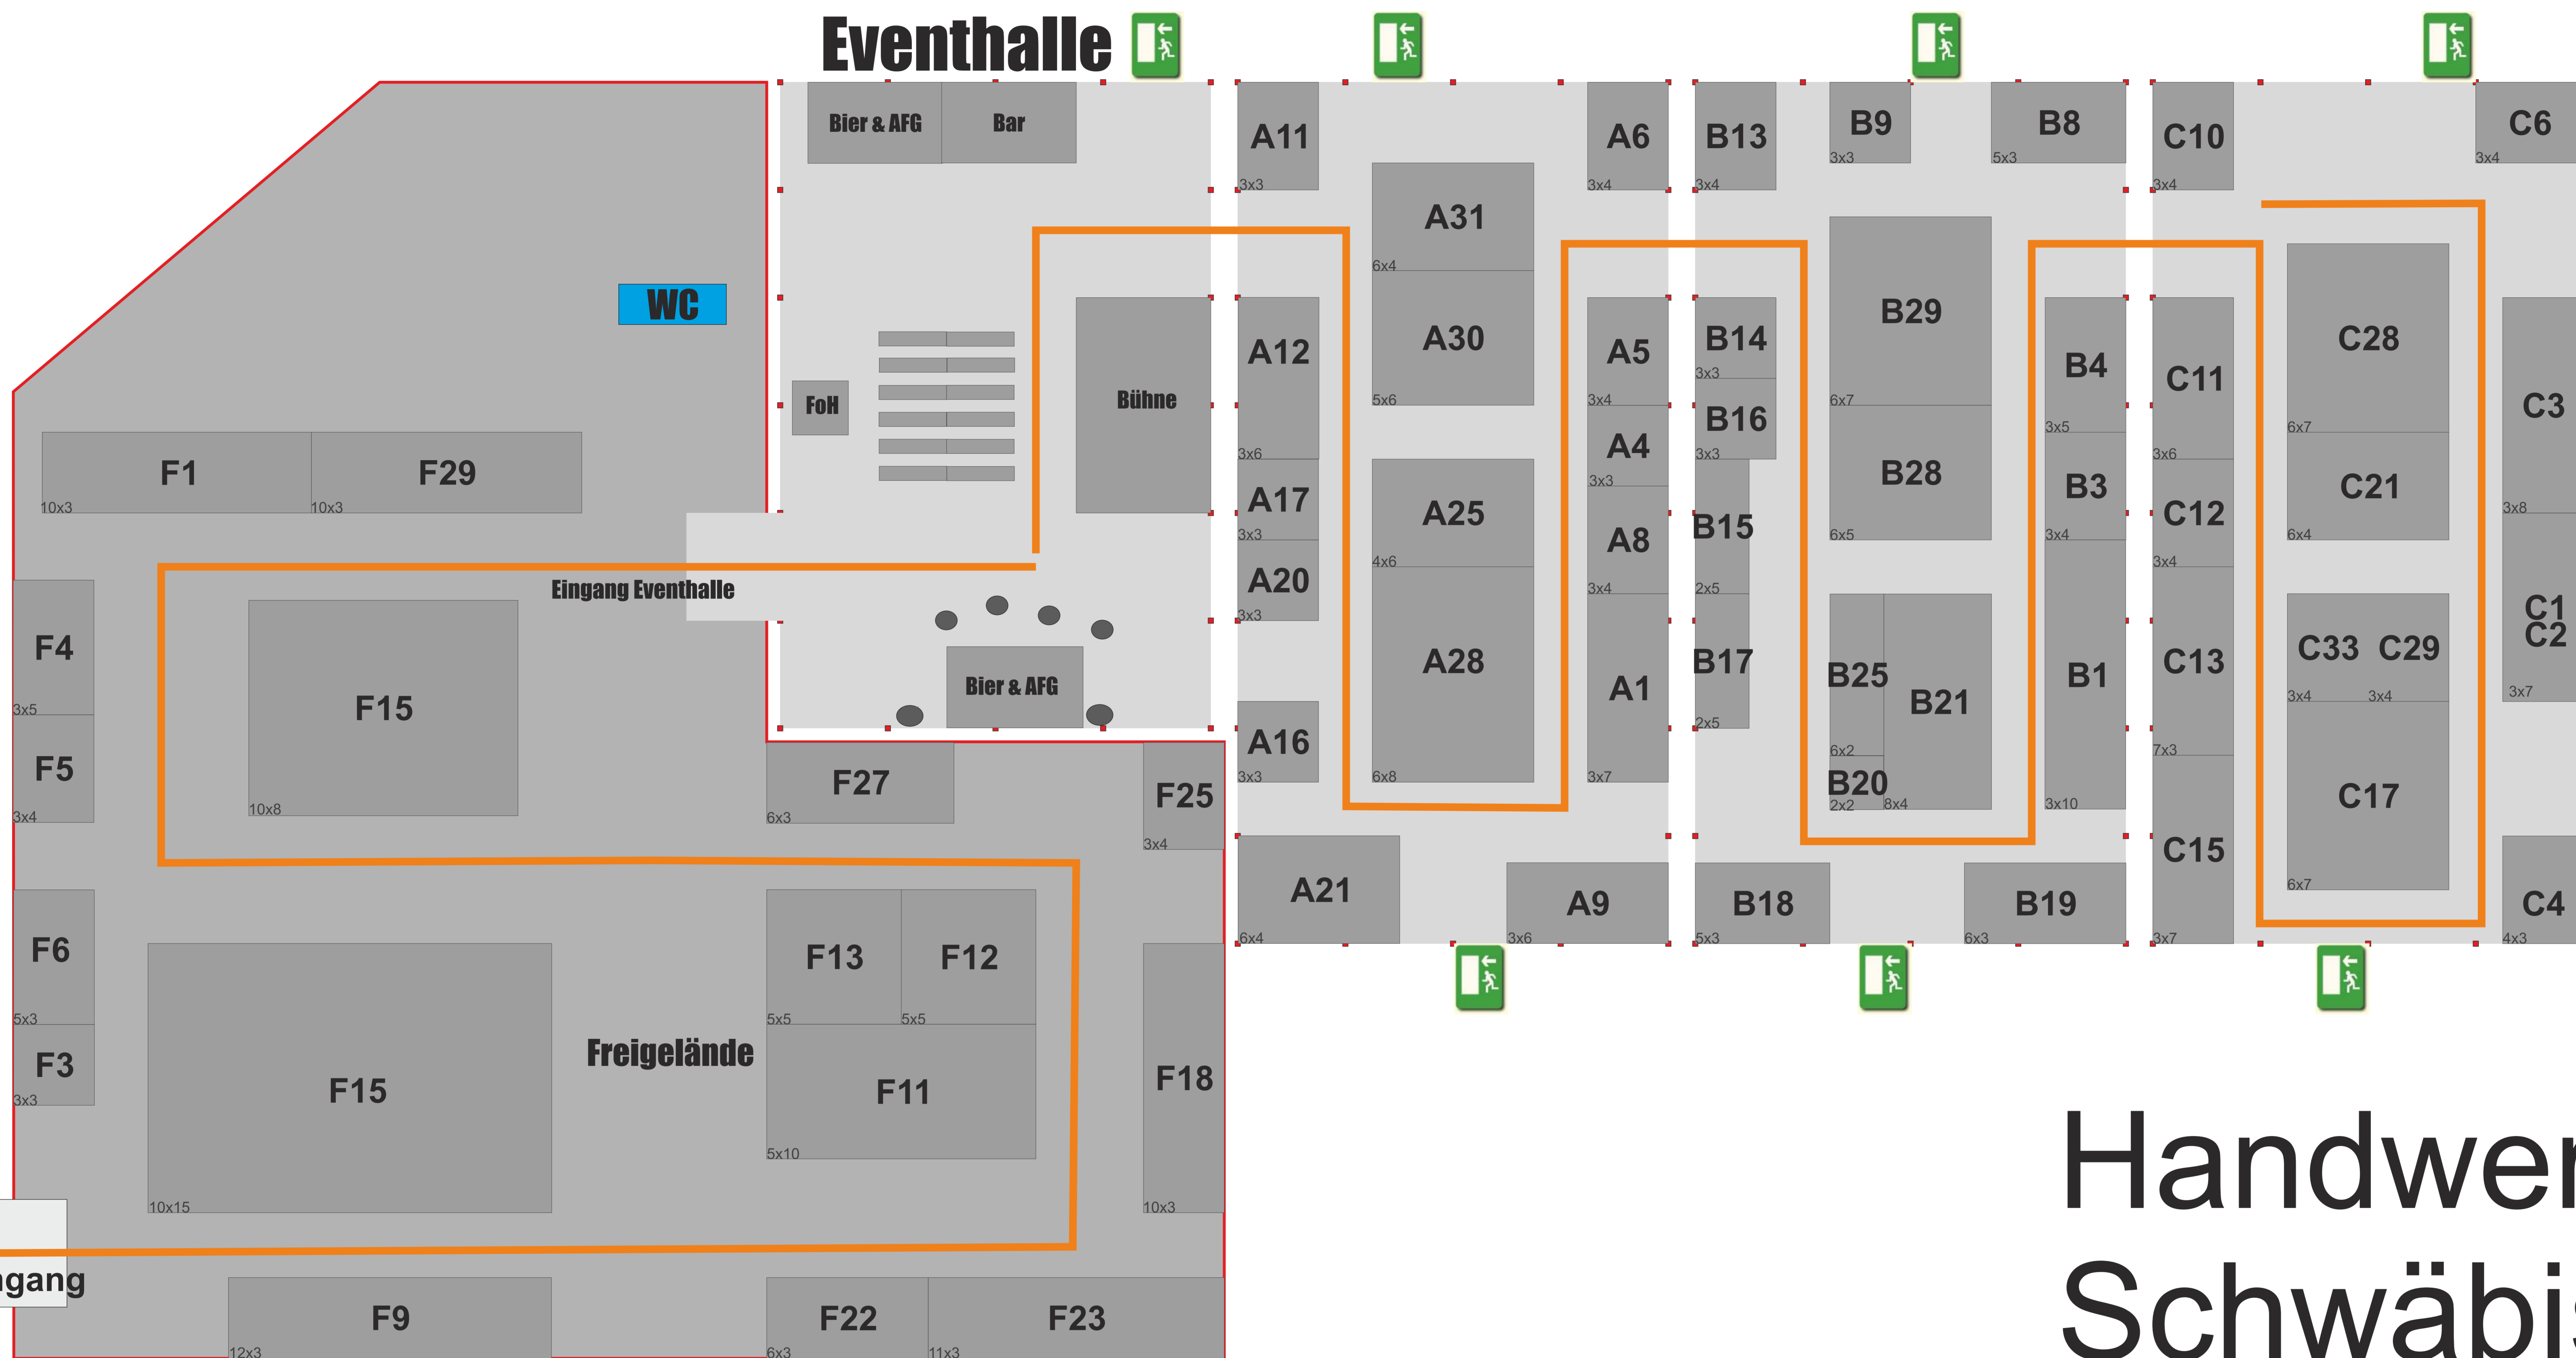 Eventhalle
Bier & AFG
Bar
WC
FoH
Bühne
Eingang Eventhalle
Bier & AFG
F1
10x3
F29
10x3
F4
3x5
F5
3x4
F15
10x8
F27
6x3
F25
3x4
F6
5x3
F3
3x3
F15
10x15
Freigelände
F13
5x5
F12
5x5
F11
5x10
F18
10x3
ngang
F9
12x3
F22
6x3
F23
11x3
A11
3x3
A6
3x4
A31
6x4
A30
5x6
A12
3x6
A17
3x3
A20
3x3
A16
3x3
A21
6x4
A25
4x6
A28
6x8
A5
3x4
A4
3x3
A8
3x4
A1
3x7
A9
3x6
B13
3x4
B9
3x3
B8
5x3
B14
3x3
B16
3x3
B15
2x5
B17
2x5
B18
5x3
B29
6x7
B28
6x5
B25
6x2
B20
2x2
B21
8x4
B4
3x5
B3
3x4
B1
3x10
B19
6x3
C10
3x4
C6
3x4
C11
3x6
C12
3x4
C13
7x3
C15
3x7
C28
6x7
C21
6x4
C33
3x4
C29
3x4
C17
6x7
C3
3x8
C1
C2
3x7
C4
4x3
Handwer
Schwäbis